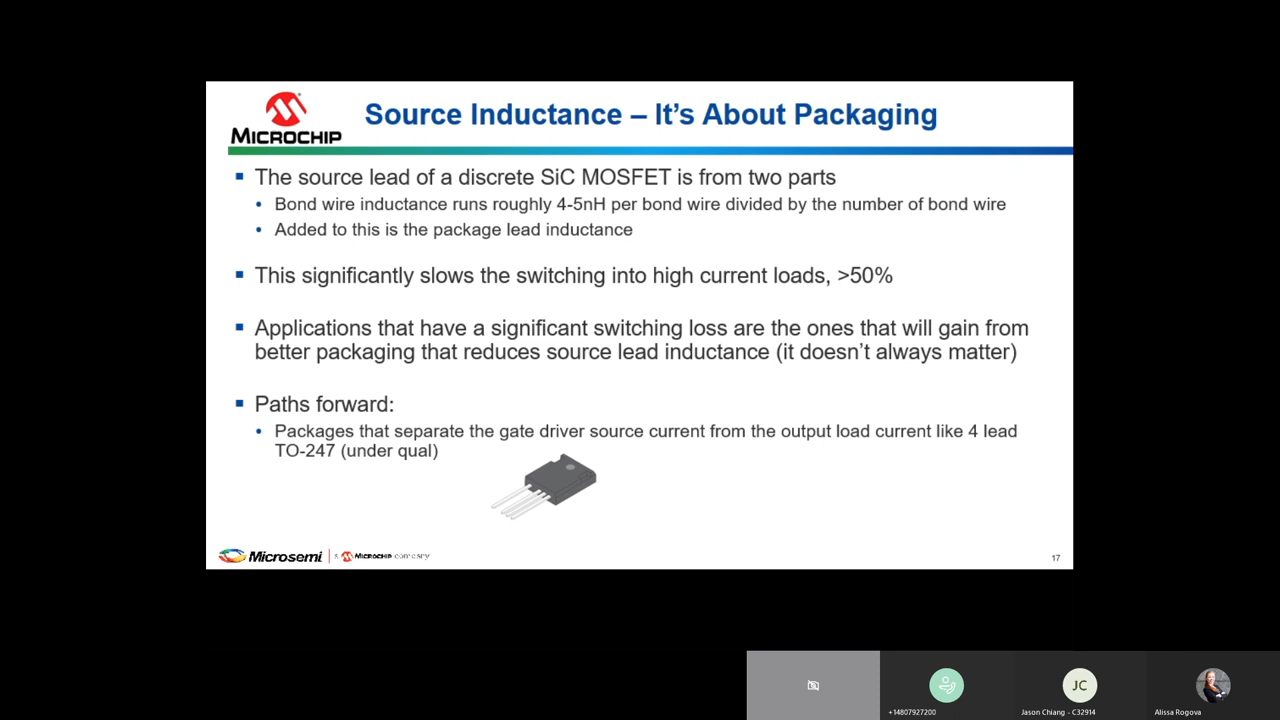 MICROCHIP
Source Inductance – It's About Packaging
The source lead of a discrete SiC MOSFET is from two parts
Bond wire inductance runs roughly 4-5nH per bond wire divided by the number of bond wire
Added to this is the package lead inductance
This significantly slows the switching into high current loads, >50%
Applications that have a significant switching loss are the ones that will gain from
better packaging that reduces source lead inductance (it doesn't always matter)
Paths forward:
Packages that separate the gate driver source current from the output load current like 4 lead
TO-247 (under qual)
Microsemi a MICROCHIP company
17
JC
+14807927200
Jason Chiang - C32914
Alissa Rogova